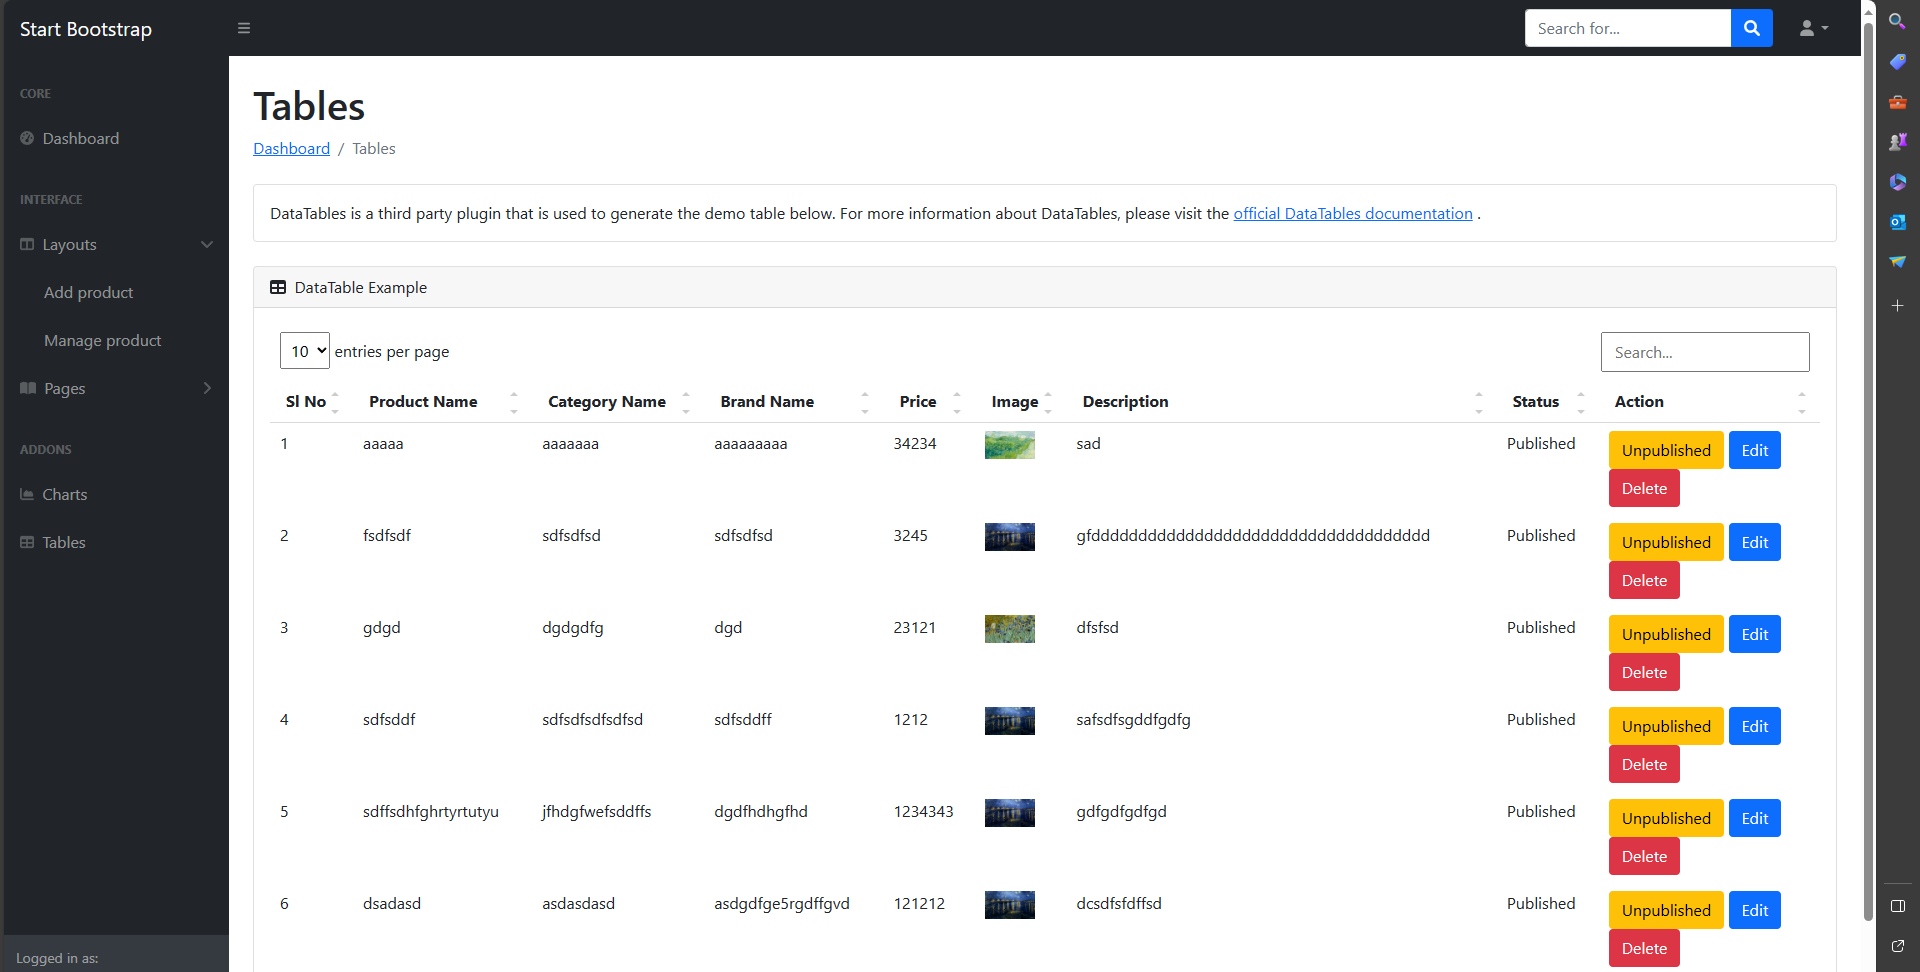 Start Bootstrap
Search for...
CORE
Dashboard
INTERFACE
Layouts
Add product
Manage product
Pages
ADDONS
Charts
Tables
Logged in as:
Tables
Dashboard / Tables
DataTables is a third party plugin that is used to generate the demo table below. For more information about DataTables, please visit the official DataTables documentation .
DataTable Example
10 entries per page
Search...
Sl No Product Name Category Name Brand Name Price Image Description Status Action
1 aaaaa aaaaaaa aaaaaaaaa 34234 sad Published Unpublished Edit
Delete
2 fsdfsdf sdfsdfsd sdfsdfsd 3245 gfdddddddddddddddddddddddddddddddddddd Published Unpublished Edit
Delete
3 gdgd dgdgdfg dgd 23121 dfsfsd Published Unpublished Edit
Delete
4 sdfsddf sdfsdfsdfsdfsd sdfsddff 1212 safsdfsgddfgdfg Published Unpublished Edit
Delete
5 sdffsdhfghrtyrtutyu jfhdgfwefsddffs dgdfhdhgfhd 1234343 gdfgdfgdfgd Published Unpublished Edit
Delete
6 dsadasd asdasdasd asdgdfge5rgdffgvd 121212 dcsdfsfdffsd Published Unpublished Edit
Delete